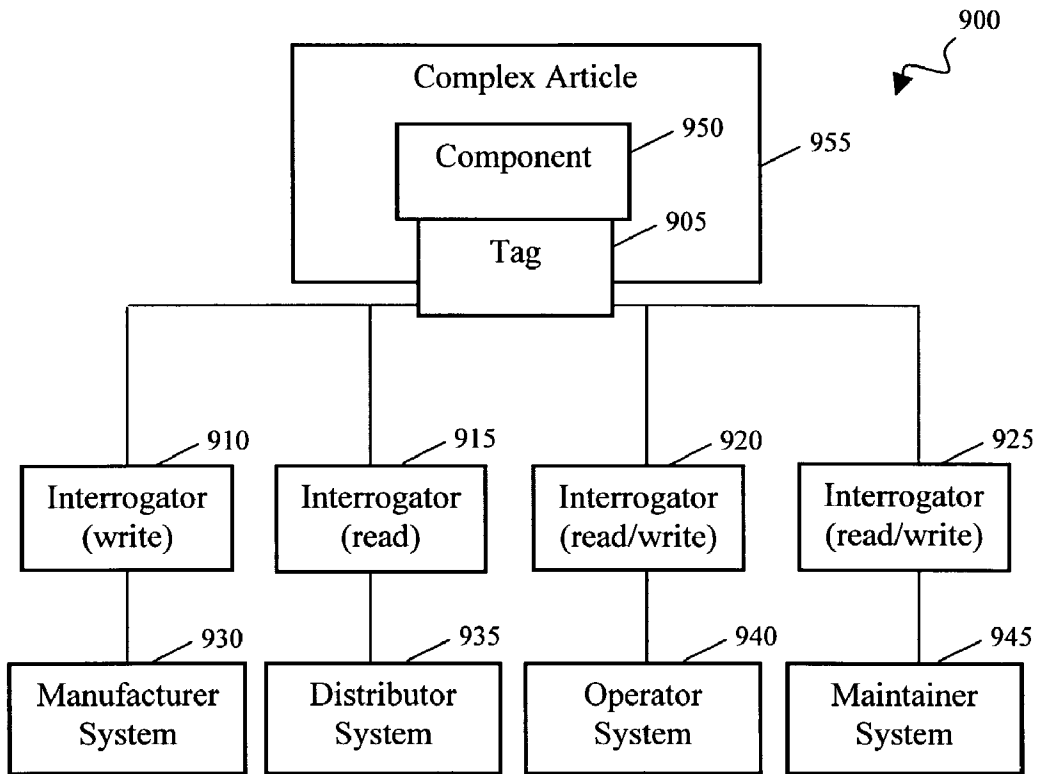 900
Complex Article
950
Component
955
905
Tag
910
915
920
925
Interrogator
(write)
Interrogator
(read)
Interrogator
(read/write)
Interrogator
(read/write)
930
935
940
945
Manufacturer
System
Distributor
System
Operator
System
Maintainer
System